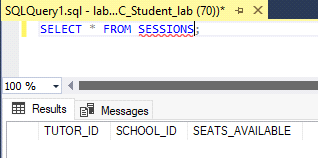 SQLQuery1.sql - lab...C_Student_lab (70))*
SELECT * FROM SESSIONS;
100 %
Results Messages
TUTOR_ID SCHOOL_ID SEATS_AVAILABLE